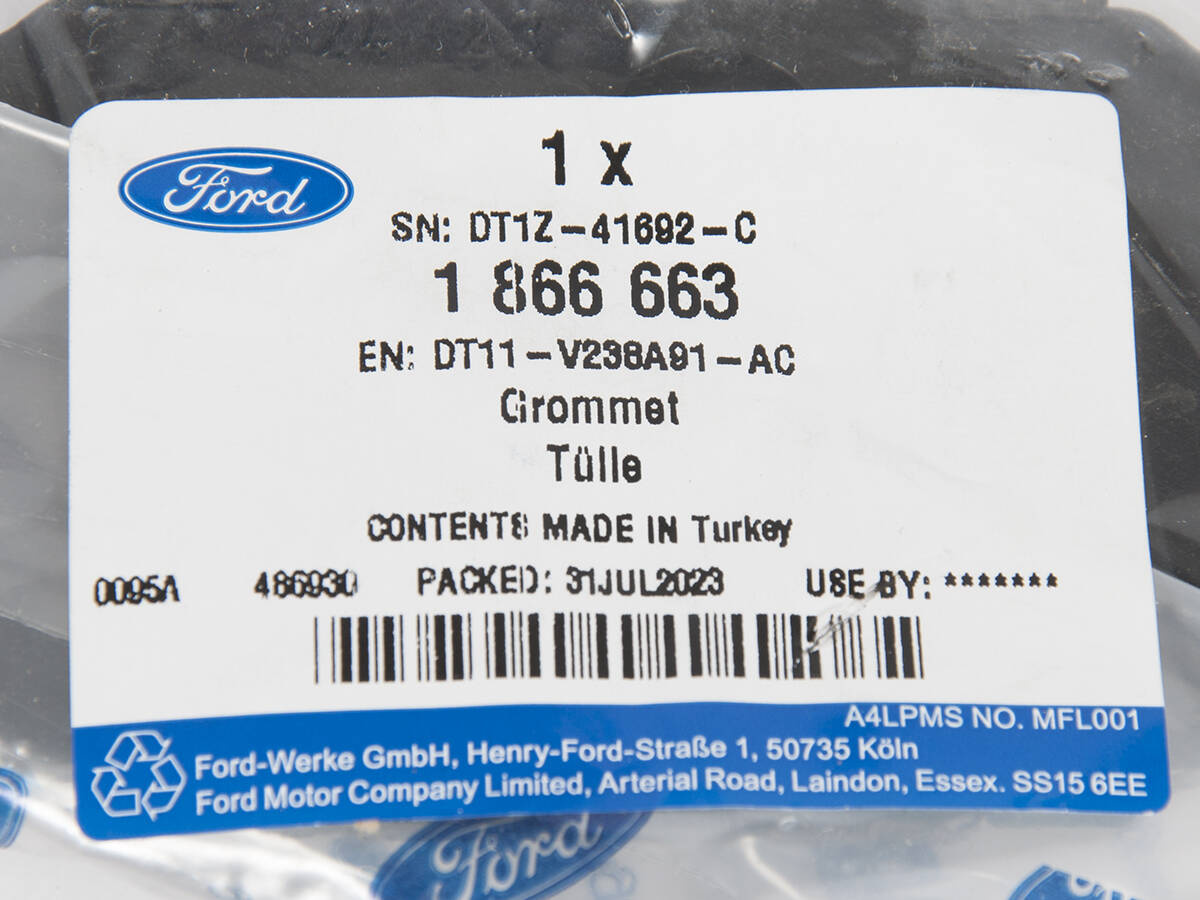 Ford
1 x
SN: DT1Z-41692-C
1 866 663
EN: DT11-V238A91-AC
Grommet
Tülle
CONTENTS MADE IN Turkey
0095A 486930 PACKED: 31JUL2023 USE BY: *******
A4LPMS NO. MFL001
Ford-Werke GmbH, Henry-Ford-Straße 1, 50735 Köln
Ford Motor Company Limited, Arterial Road, Laindon, Essex. SS15 6EE
Ford